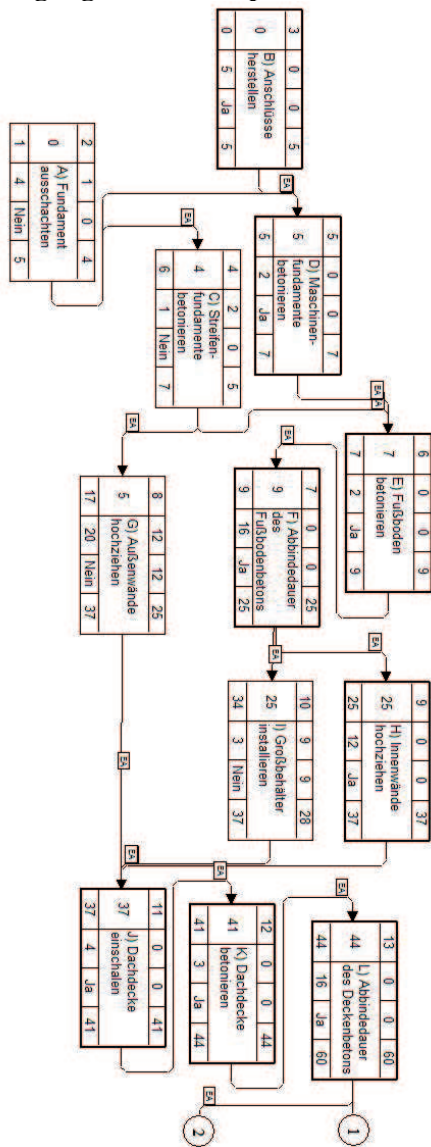 3 0 0 5
0 B) Anschlüsse
herstellen
0 5 Ja 5
2 1 0 4
0 A) Fundament
ausschachten
1 4 Nein 5
EA
EA
5 0 0 7
5 D) Maschinen-
fundamente
betonieren
5 2 Ja 7
4 2 0 5
4 C) Streifen-
fundamente
betonieren
6 1 Nein 7
EA
EA
6 0 0 9
7 E) Fußboden
betonieren
7 2 Ja 9
EA
7 0 0 25
9 F) Abbindedauer
des
Fußbodenbetons
9 16 Ja 25
8 12 12 25
5 G) Außenwände
hochziehen
17 20 Nein 37
EA
9 0 0 37
25 H) Innenwände
hochziehen
25 12 Ja 37
10 9 9 28
25 I) Großbehälter
installieren
34 3 Nein 37
EA
EA
11 0 0 41
37 J) Dachdecke
einschalen
37 4 Ja 41
EA
12 0 0 44
41 K) Dachdecke
betonieren
41 3 Ja 44
EA
13 0 0 60
44 L) Abbindedauer
des Deckenbetons
44 16 Ja 60
EA
1
2